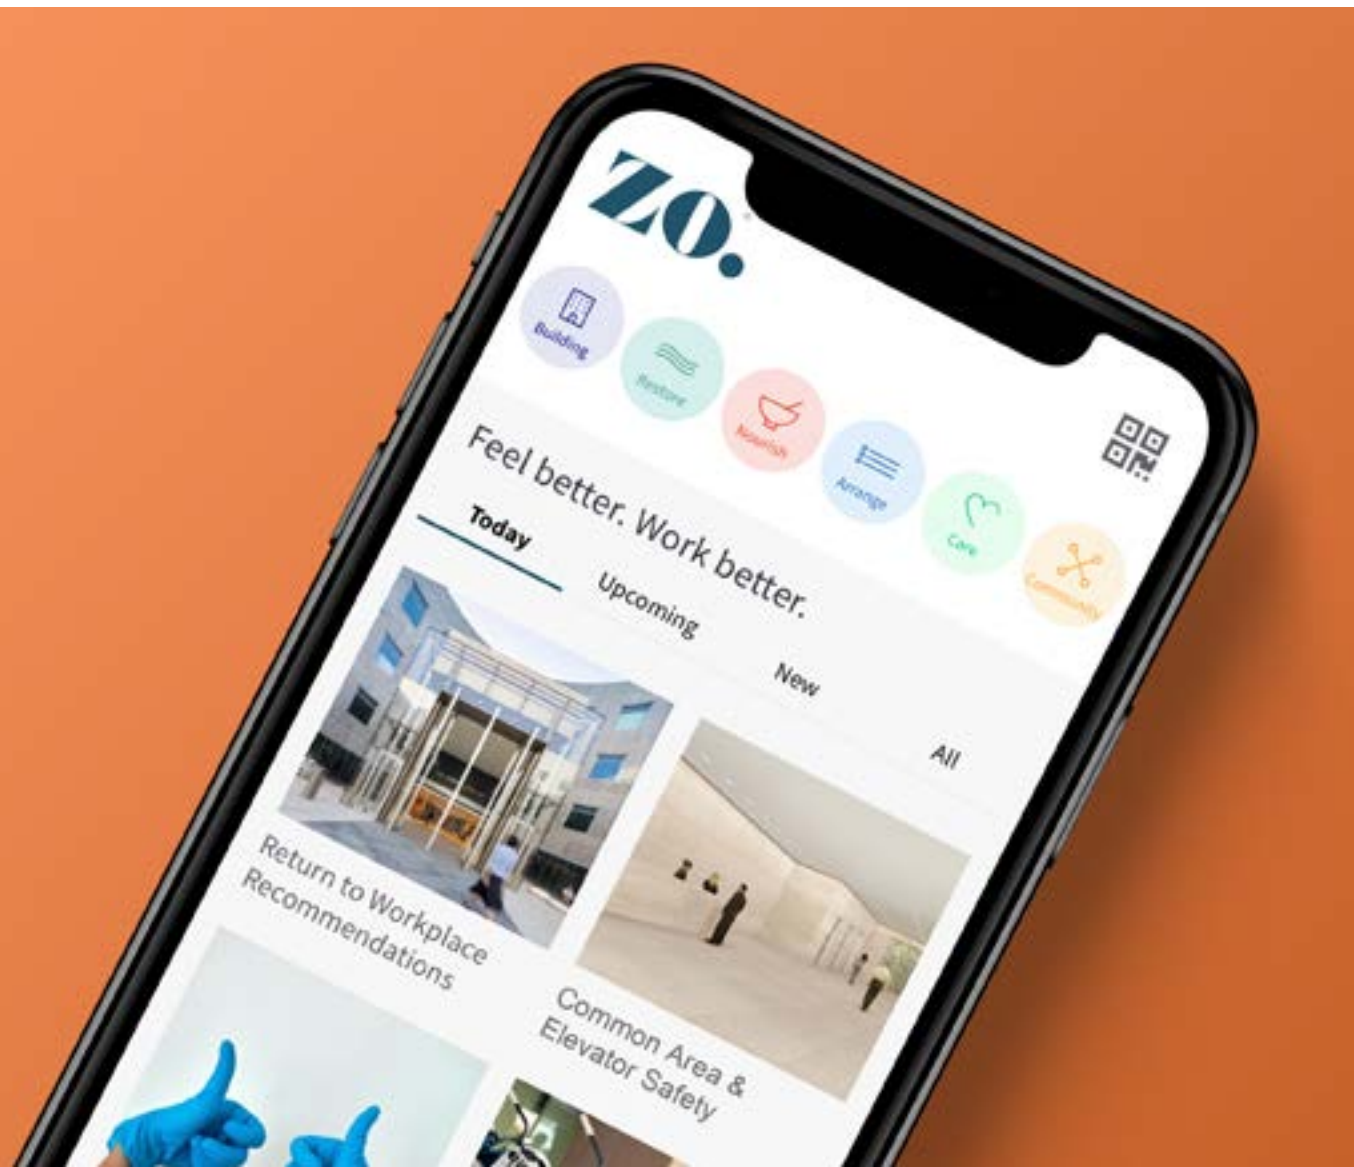 ZO.
Building
Restore
Nourish
Arrange
Care
Community
Feel better. Work better.
Today
Upcoming
New
All
Return to Workplace
Recommendations
Common Area &
Elevator Safety